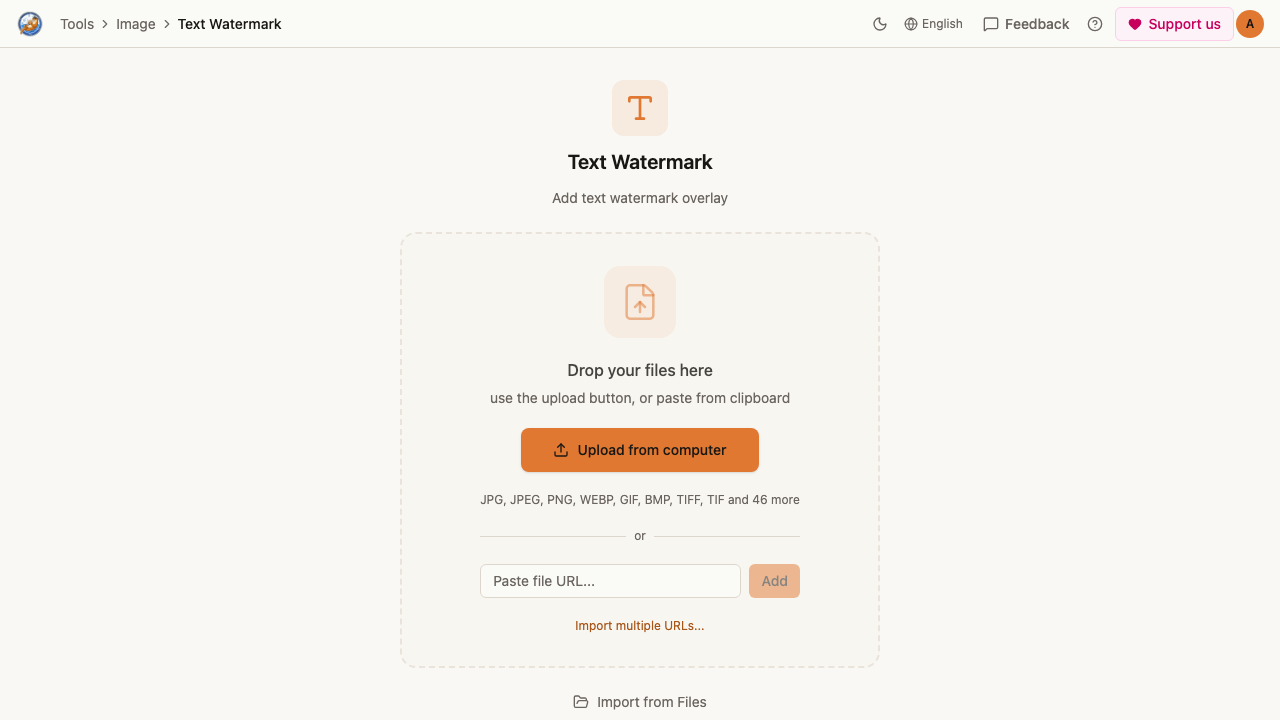 Tools > Image > Text Watermark
English
Feedback
Support us
A
Text Watermark
Add text watermark overlay
Drop your files here
use the upload button, or paste from clipboard
Upload from computer
JPG, JPEG, PNG, WEBP, GIF, BMP, TIFF, TIF and 46 more
or
Paste file URL...
Add
Import multiple URLs...
Import from Files